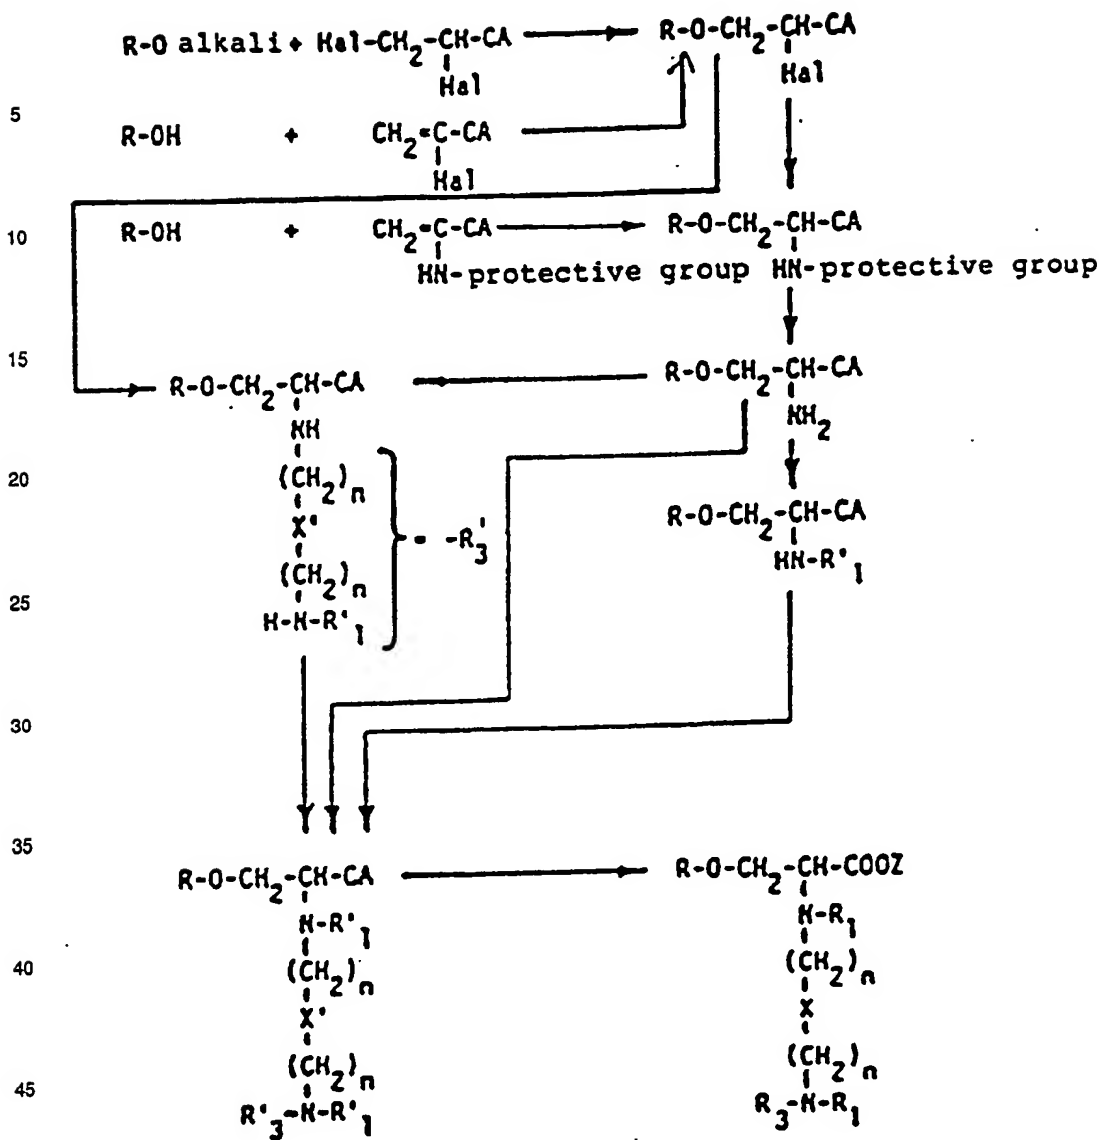 R-O alkali + Hal-CH2-CH-CA R-O-CH2-CH-CA
Hal Hal
5
R-OH + CH2=C-CA
Hal
10 R-OH + CH2=C-CA R-O-CH2-CH-CA
HN-protective group HN-protective group
15 R-O-CH2-CH-CA R-O-CH2-CH-CA
NH NH2
20 (CH2)n
X' = -R'3 R-O-CH2-CH-CA
(CH2)n HN-R'1
25 H-N-R'1
30
35
R-O-CH2-CH-CA R-O-CH2-CH-COOZ
N-R'1 N-R1
40 (CH2)n (CH2)n
X' X
(CH2)n (CH2)n
45 R'3-N-R'1 R3-N-R1